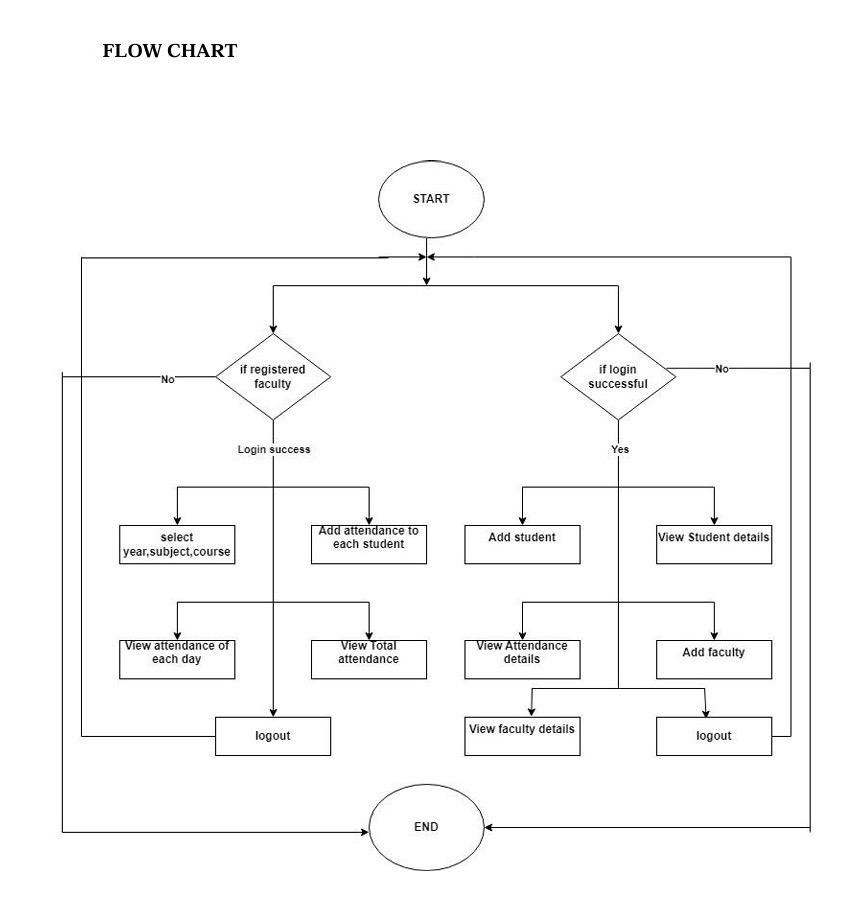 FLOW CHART
START
if registered
faculty
if login
successful
No
No
Login success
Yes
select
year,subject,course
Add attendance to
each student
Add student
View Student details
View attendance of
each day
View Total
attendance
View Attendance
details
Add faculty
logout
View faculty details
logout
END